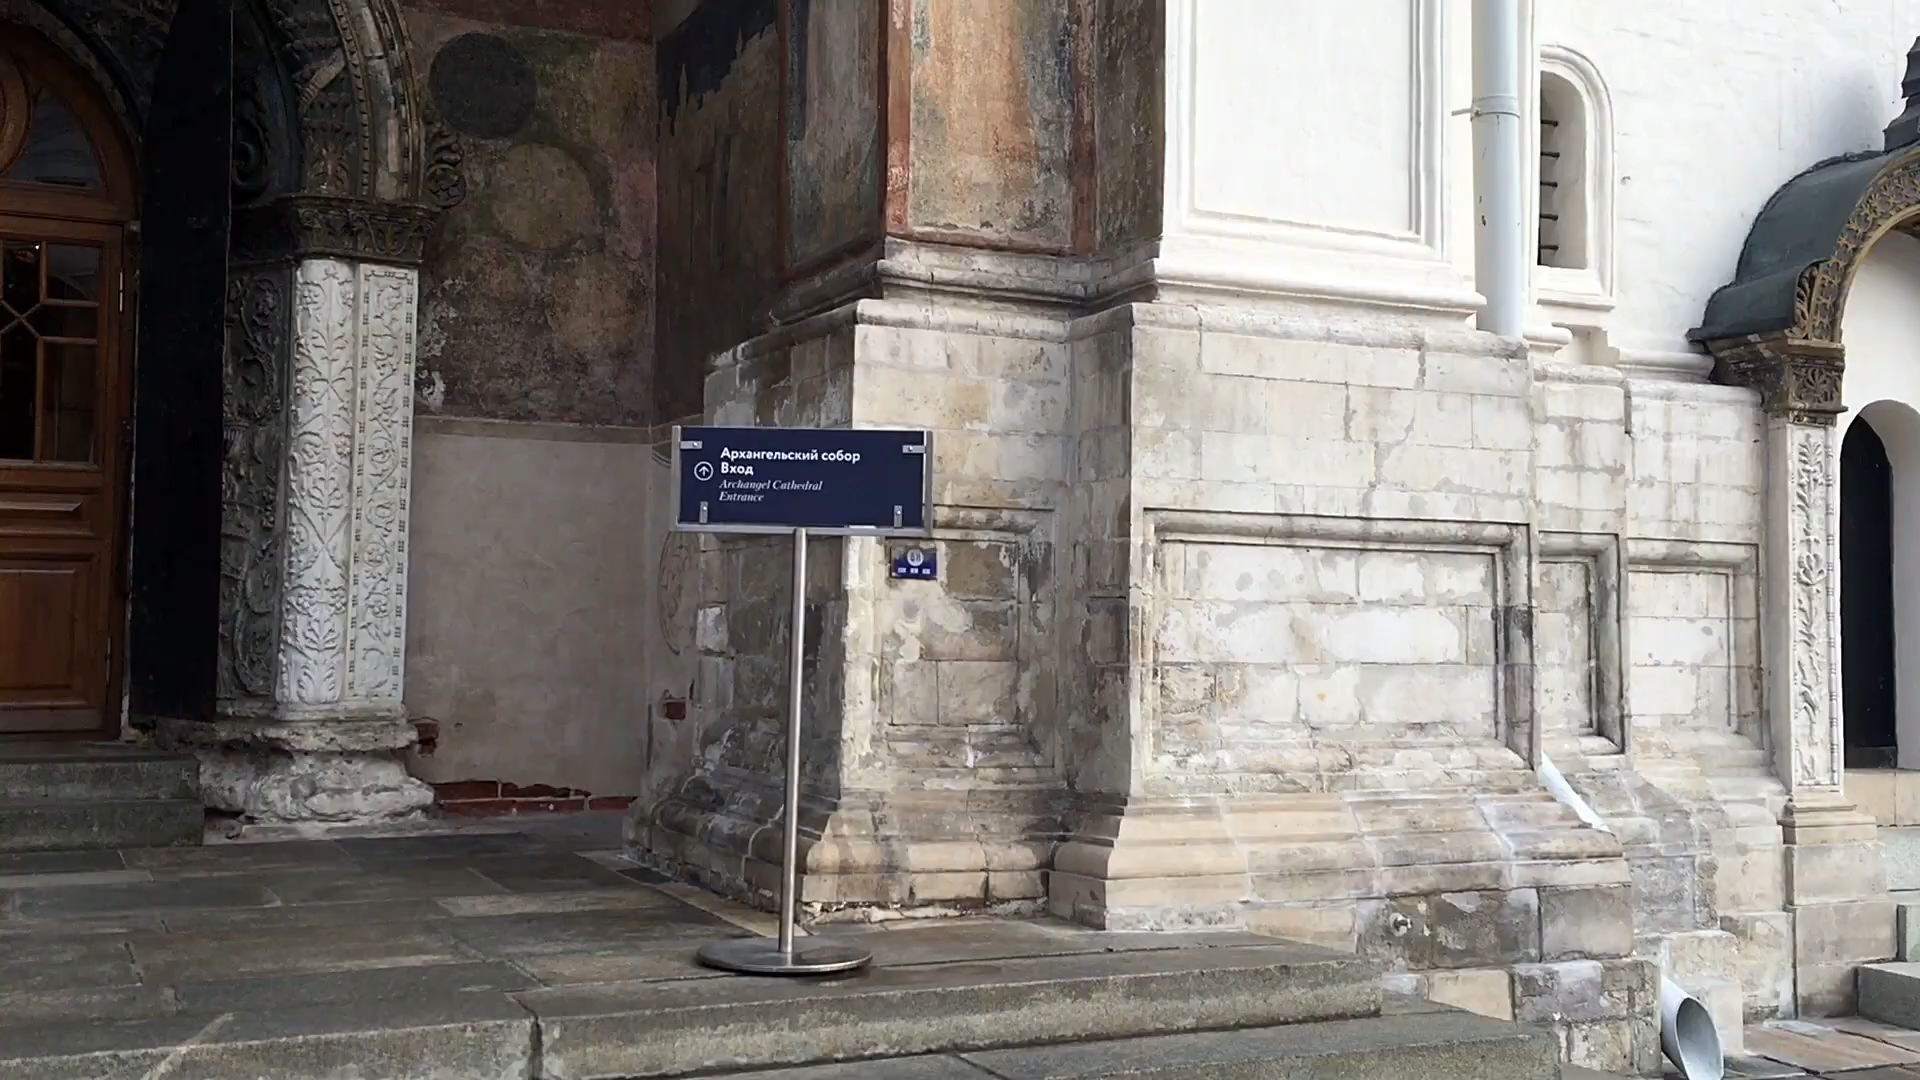 Архангельский собор
Вход
Archangel Cathedral
Entrance